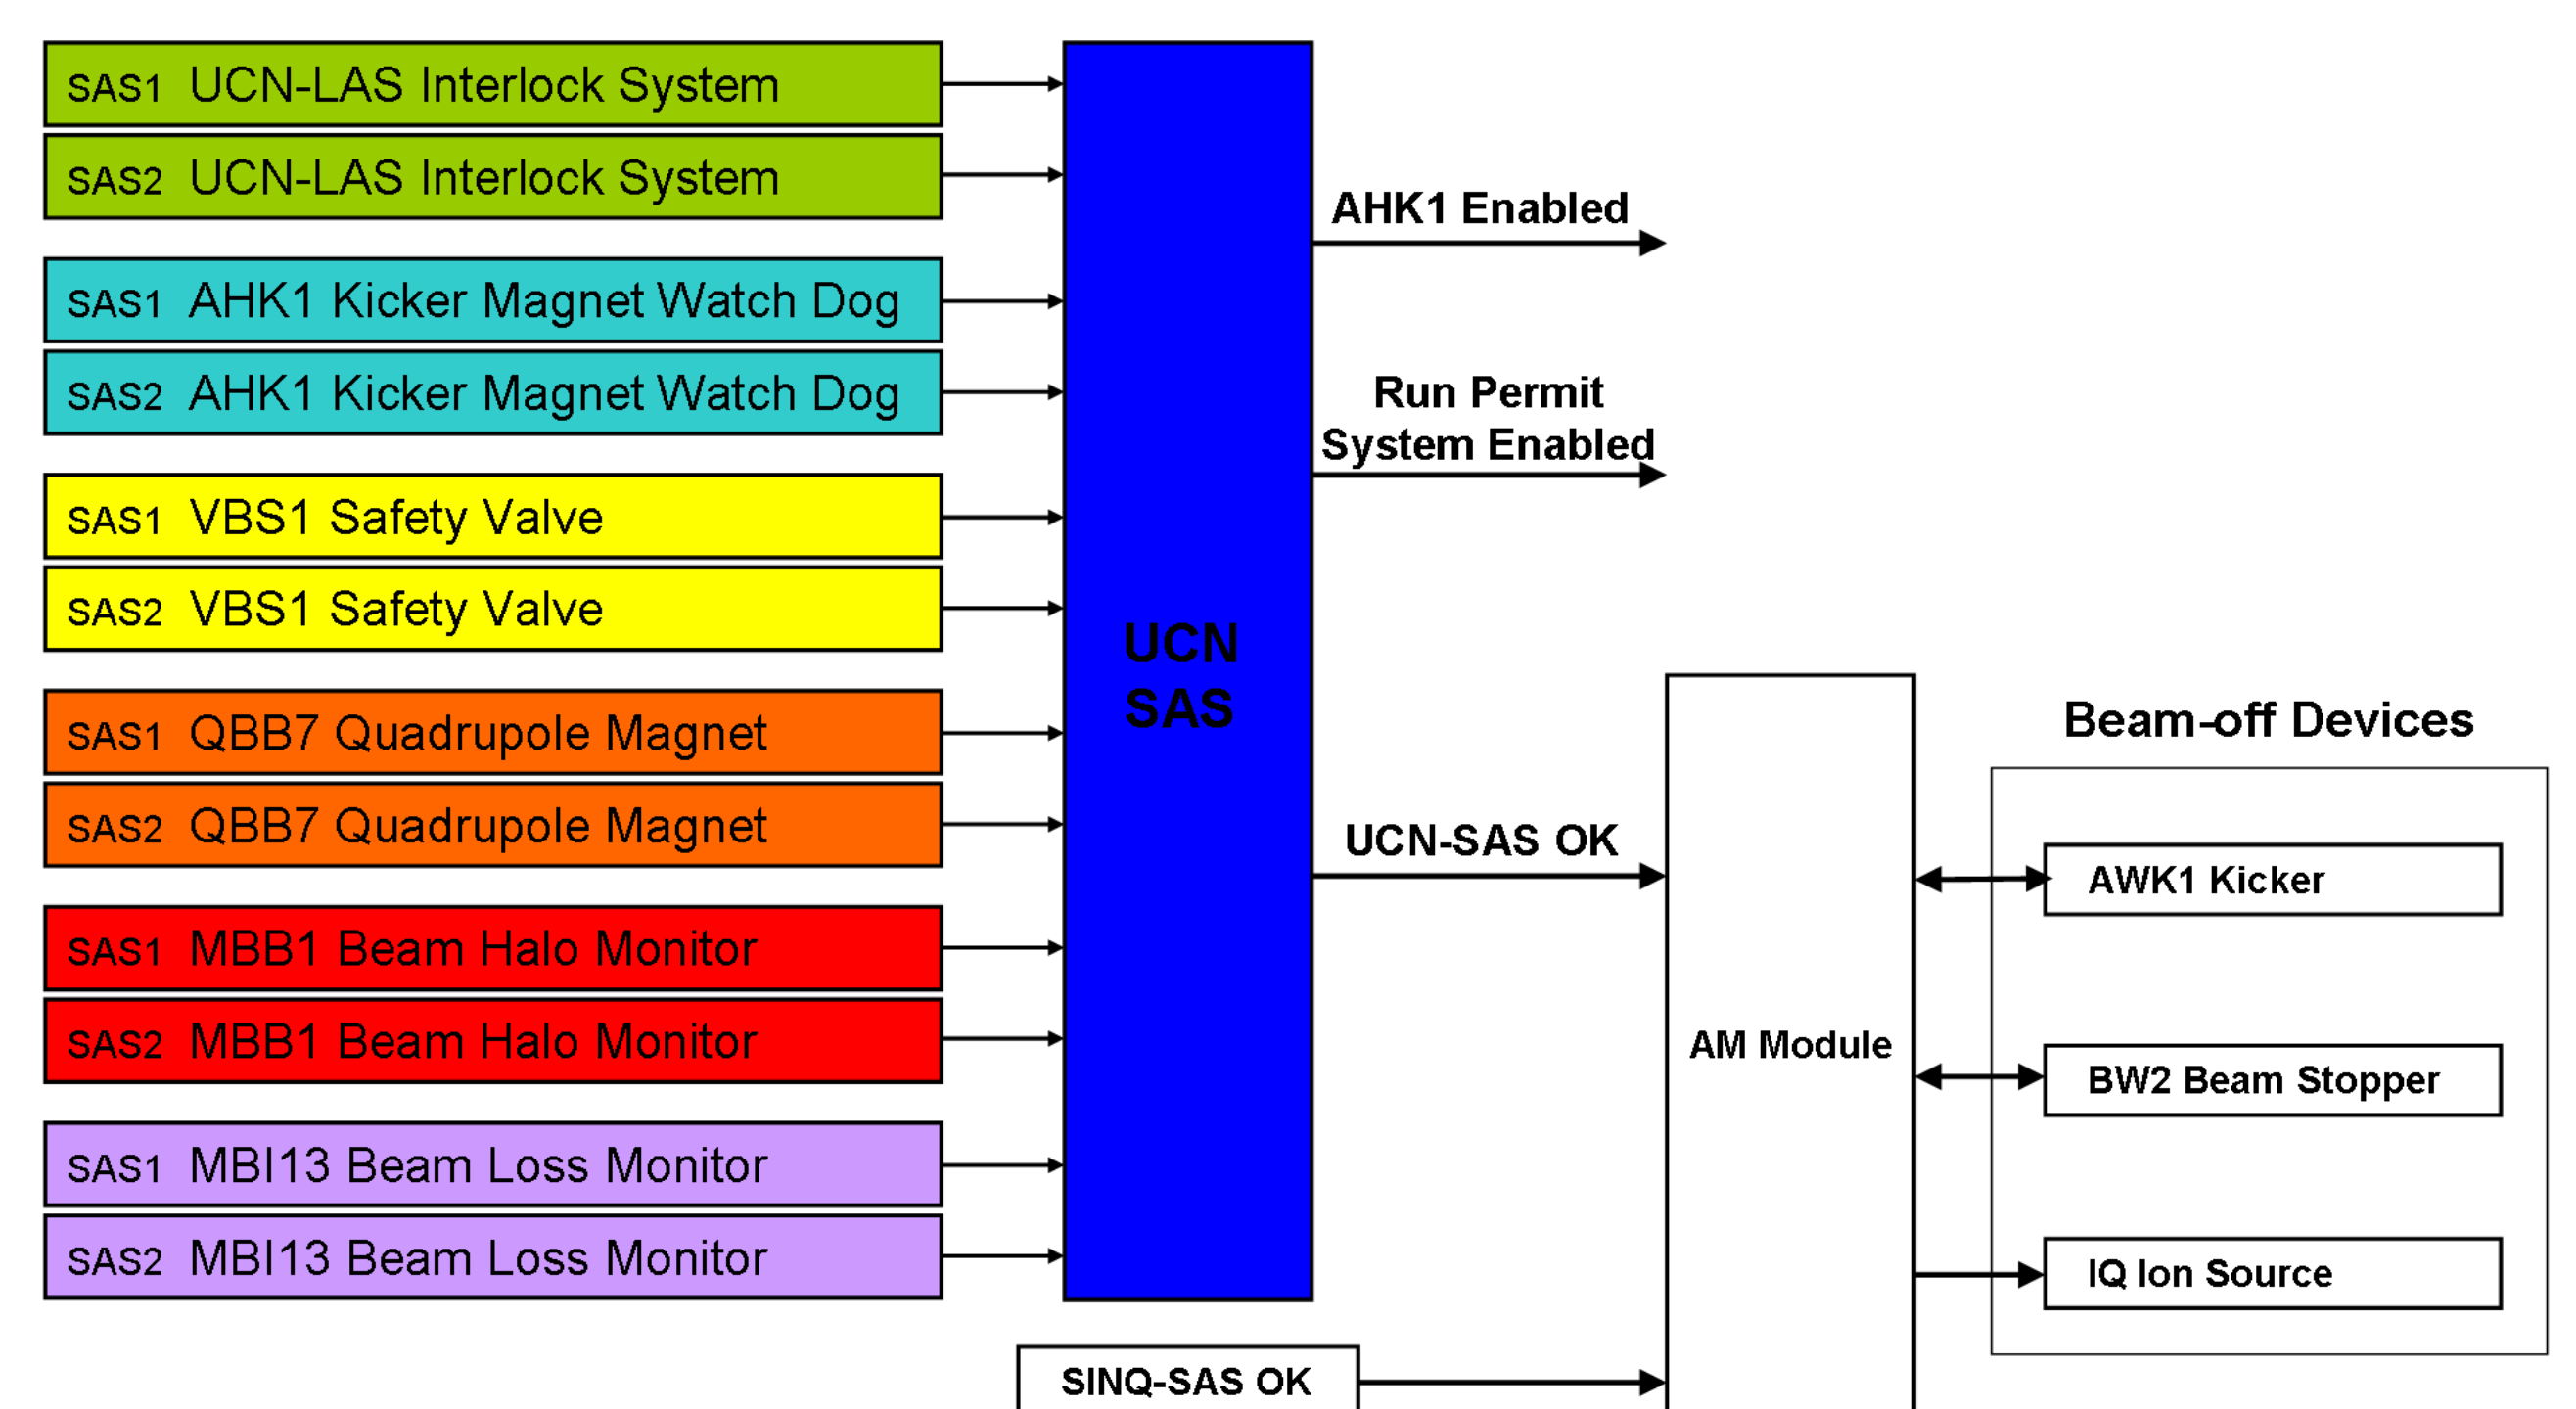 SAS1 UCN-LAS Interlock System
SAS2 UCN-LAS Interlock System
SAS1 AHK1 Kicker Magnet Watch Dog
SAS2 AHK1 Kicker Magnet Watch Dog
SAS1 VBS1 Safety Valve
SAS2 VBS1 Safety Valve
SAS1 QBB7 Quadrupole Magnet
SAS2 QBB7 Quadrupole Magnet
SAS1 MBB1 Beam Halo Monitor
SAS2 MBB1 Beam Halo Monitor
SAS1 MBI13 Beam Loss Monitor
SAS2 MBI13 Beam Loss Monitor
UCN
SAS
AHK1 Enabled
Run Permit
System Enabled
UCN-SAS OK
SINQ-SAS OK
AM Module
Beam-off Devices
AWK1 Kicker
BW2 Beam Stopper
IQ Ion Source